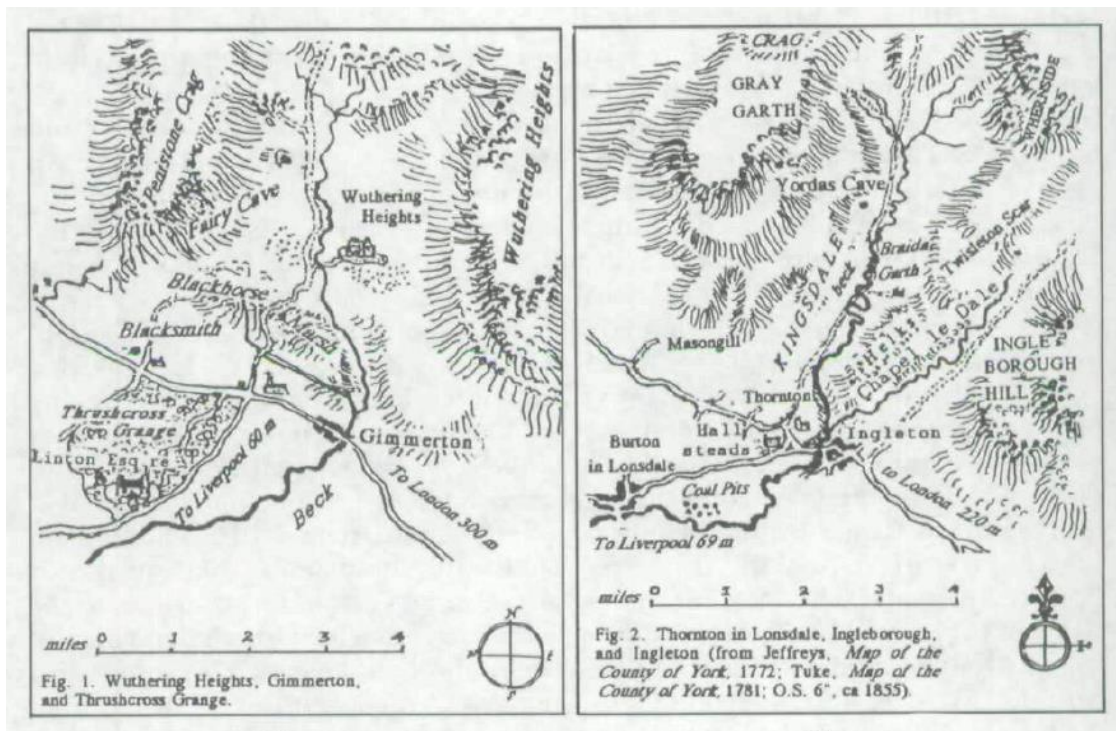 Peanstone Crag
Fairy Cave
Wuthering
Heights
Wuthering Heights
Blackhorse
Marsh
Blacksmith
Thrushcross
Grange
Linton Esq re
Gimmerton
To Liverpool 60 m
Beck
To London 300 m
miles 0 1 2 3 4
N
S
Fig. 1. Wuthering Heights, Gimmerton,
and Thrushcross Grange.
CRAG
GRAY
GARTH
WHERNSIDE
Yordas Cave
KINGSDALE
beck
Braida
Garth
Twisleton Scar
Chapel le Dale
Helks
Masongill
INGLE
BOROUGH
HILL
Thornton
Hall
steads
Ingleton
Burton
in Lonsdale
Coal Pits
to London 220 m
To Liverpool 69 m
miles 0 1 2 3 4
Fig. 2. Thornton in Lonsdale, Ingleborough,
and Ingleton (from Jeffreys, Map of the
County of York, 1772; Tuke, Map of the
County of York, 1781; O.S. 6", ca 1855).